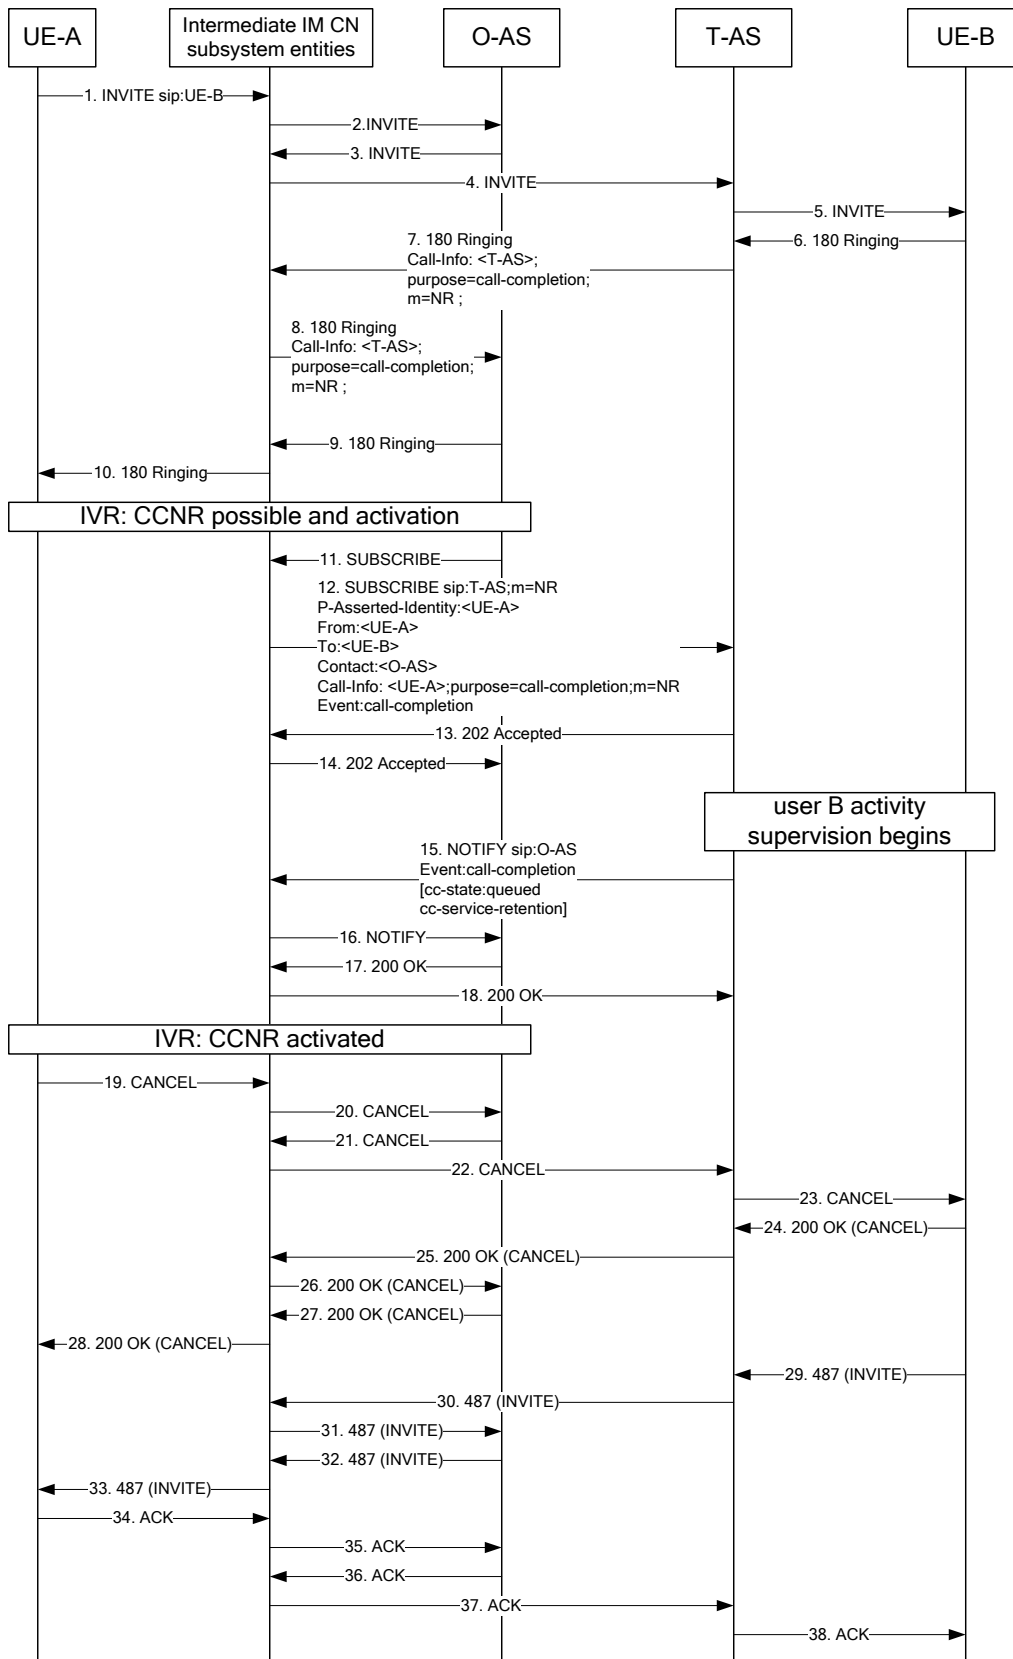 UE-A
Intermediate IM CN
subsystem entities
O-AS
T-AS
UE-B
1. INVITE sip:UE-B
2.INVITE
3. INVITE
4. INVITE
5. INVITE
6. 180 Ringing
7. 180 Ringing
Call-Info: <T-AS>;
purpose=call-completion;
m=NR ;
8. 180 Ringing
Call-Info: <T-AS>;
purpose=call-completion;
m=NR ;
9. 180 Ringing
10. 180 Ringing
IVR: CCNR possible and activation
11. SUBSCRIBE
12. SUBSCRIBE sip:T-AS;m=NR
P-Asserted-Identity:<UE-A>
From:<UE-A>
To:<UE-B>
Contact:<O-AS>
Call-Info: <UE-A>;purpose=call-completion;m=NR
Event:call-completion
13. 202 Accepted
14. 202 Accepted
user B activity
supervision begins
15. NOTIFY sip:O-AS
Event:call-completion
[cc-state:queued
cc-service-retention]
16. NOTIFY
17. 200 OK
18. 200 OK
IVR: CCNR activated
19. CANCEL
20. CANCEL
21. CANCEL
22. CANCEL
23. CANCEL
24. 200 OK (CANCEL)
25. 200 OK (CANCEL)
26. 200 OK (CANCEL)
27. 200 OK (CANCEL)
28. 200 OK (CANCEL)
29. 487 (INVITE)
30. 487 (INVITE)
31. 487 (INVITE)
32. 487 (INVITE)
33. 487 (INVITE)
34. ACK
35. ACK
36. ACK
37. ACK
38. ACK